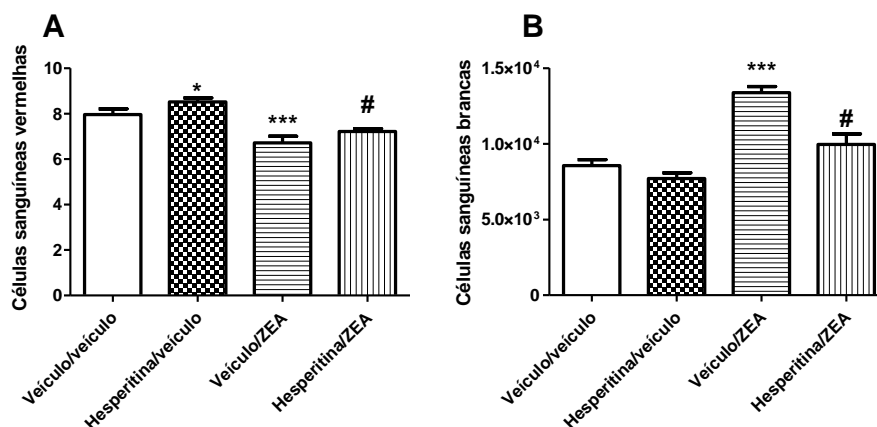 A
Células sanguíneas vermelhas
10
8
6
4
2
0
*
***
#
Veículo/veículo
Hesperitina/veículo
Veículo/ZEA
Hesperitina/ZEA
B
Células sanguíneas brancas
1.5×10⁴
1.0×10⁴
5.0×10³
0
***
#
Veículo/veículo
Hesperitina/veículo
Veículo/ZEA
Hesperitina/ZEA